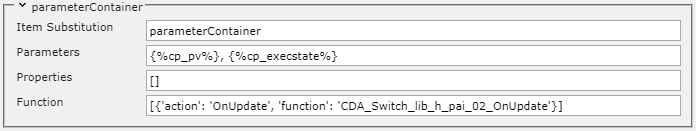 parameterContainer
Item Substitution parameterContainer
Parameters {%cp_pv%}, {%cp_execstate%}
Properties []
Function [{'action': 'OnUpdate', 'function': 'CDA_Switch_lib_h_pai_02_OnUpdate'}]